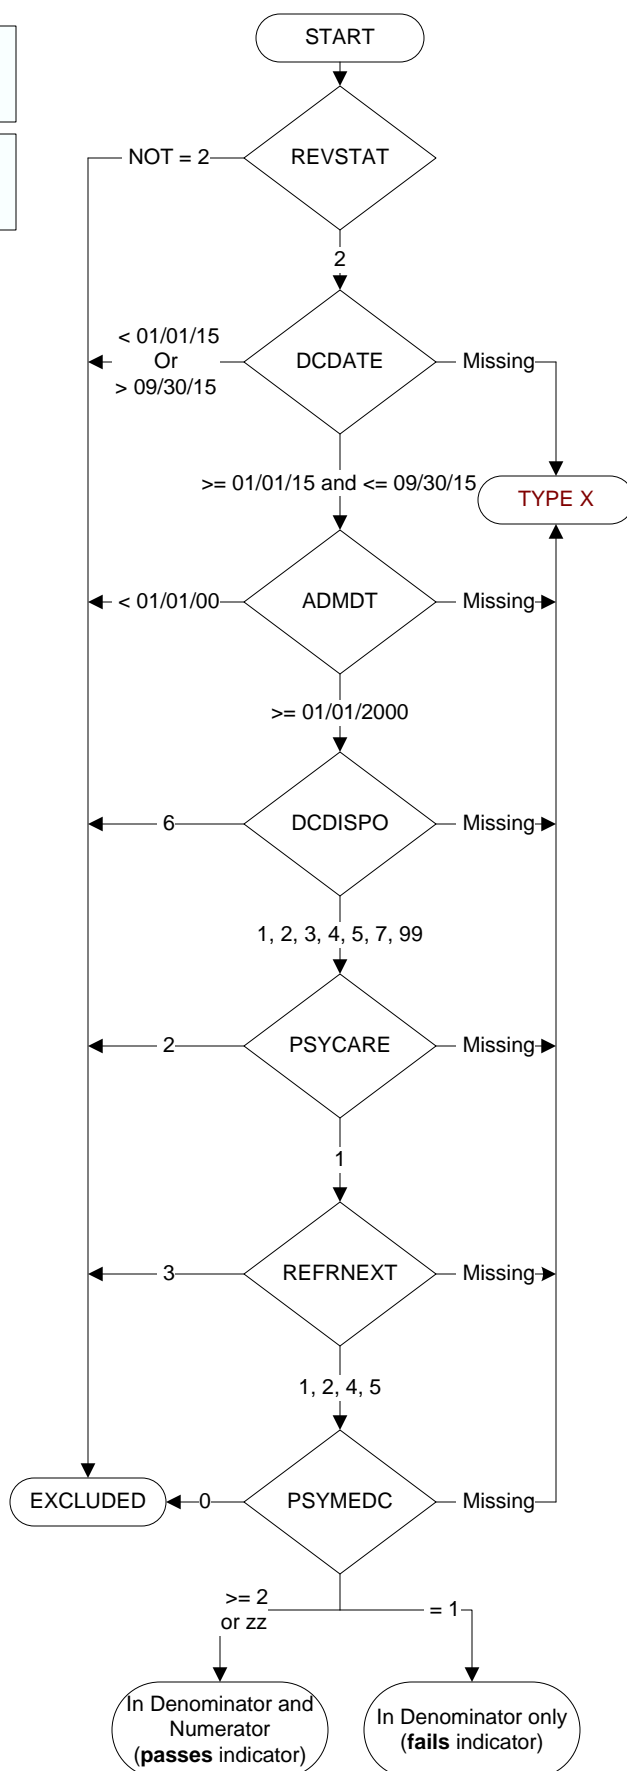 START
REVSTAT
NOT = 2
2
DCDATE
< 01/01/15
Or
> 09/30/15
Missing
>= 01/01/15 and <= 09/30/15
TYPE X
ADMDT
< 01/01/00
Missing
>= 01/01/2000
DCDISPO
6
Missing
1, 2, 3, 4, 5, 7, 99
PSYCARE
2
Missing
1
REFRNEXT
3
Missing
1, 2, 4, 5
EXCLUDED
0
PSYMEDC
Missing
>= 2
or zz
= 1
In Denominator and
Numerator
(passes indicator)
In Denominator only
(fails indicator)